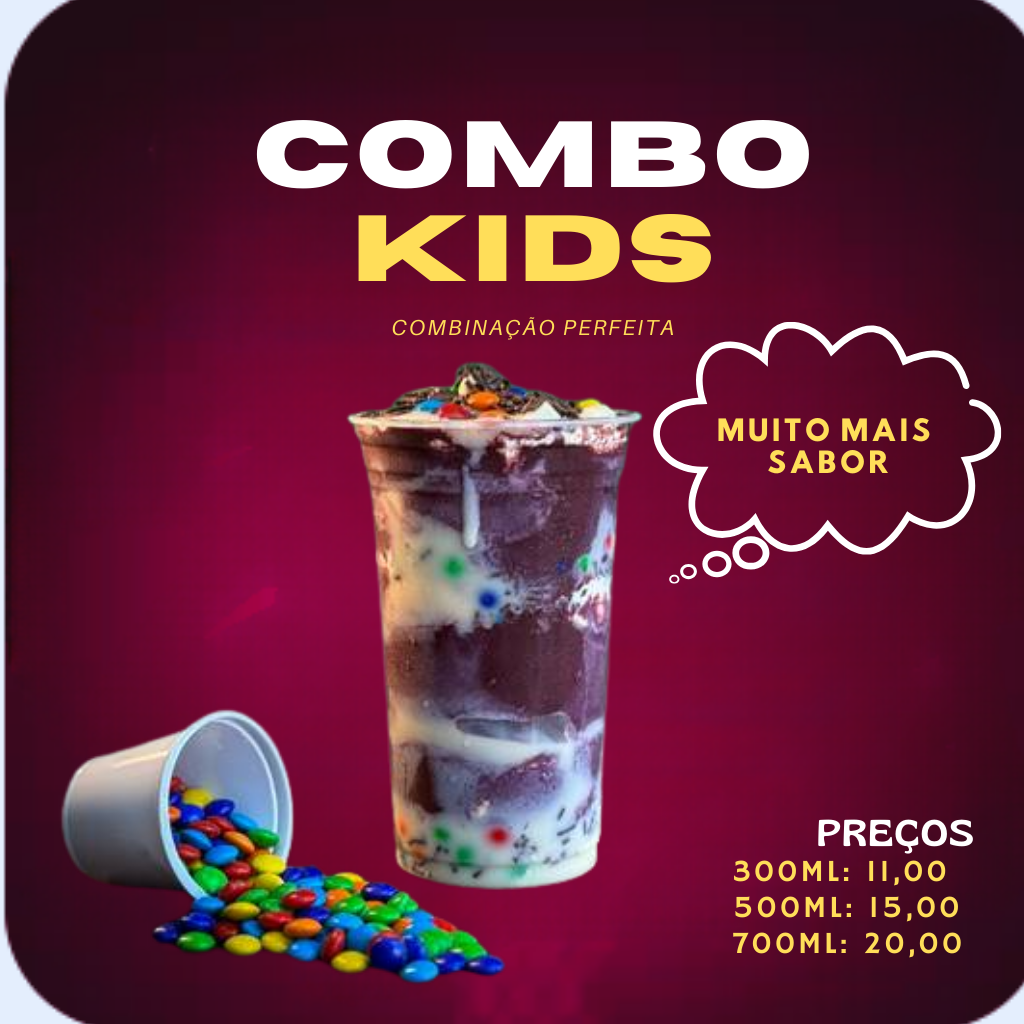 COMBO
KIDS
COMBINAÇÃO PERFEITA
MUITO MAIS
SABOR
PREÇOS
300ML: 11,00
500ML: 15,00
700ML: 20,00